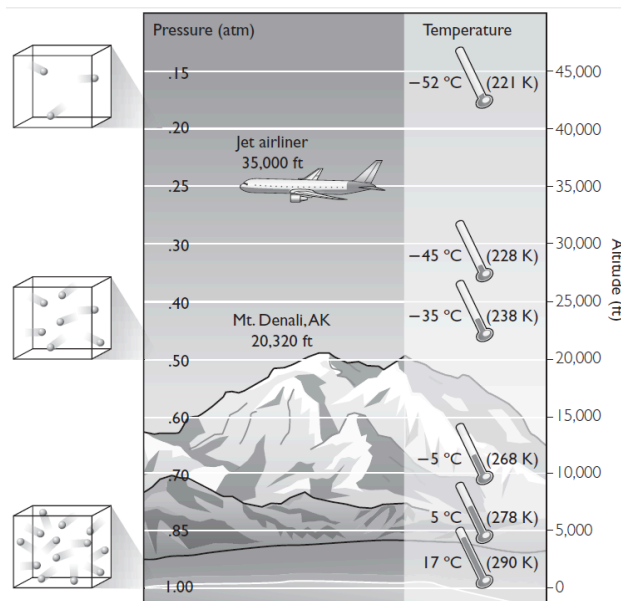 Pressure (atm)
Temperature
.15
−52 °C (221 K)
45,000
.20
40,000
Jet airliner
35,000 ft
.25
35,000
.30
−45 °C (228 K)
30,000
Altitude (ft)
.40
−35 °C (238 K)
25,000
Mt. Denali, AK
20,320 ft
.50
20,000
.60
15,000
−5 °C (268 K)
.70
10,000
5 °C (278 K)
.85
5,000
17 °C (290 K)
1.00
0